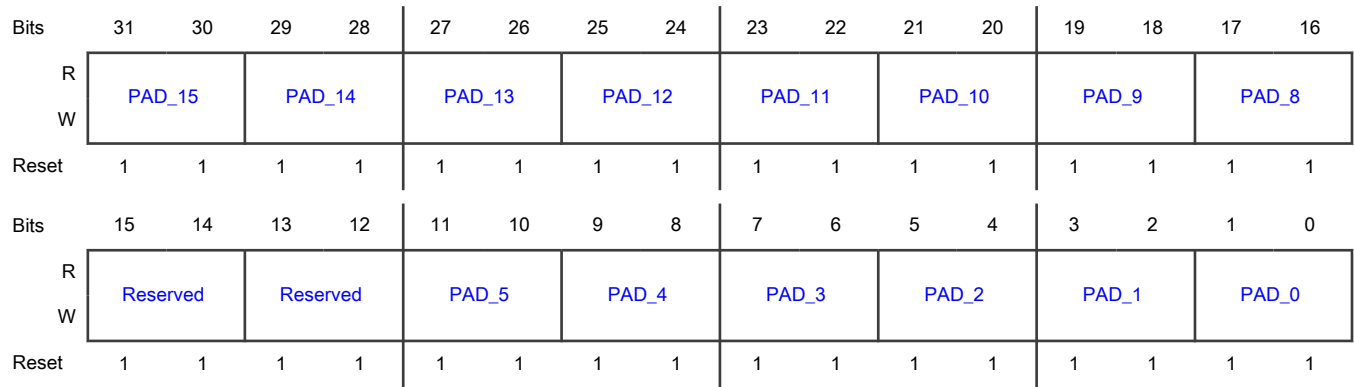 Bits 31 30 29 28 27 26 25 24 23 22 21 20 19 18 17 16
R
PAD_15 PAD_14 PAD_13 PAD_12 PAD_11 PAD_10 PAD_9 PAD_8
W
Reset 1 1 1 1 1 1 1 1 1 1 1 1 1 1 1 1
Bits 15 14 13 12 11 10 9 8 7 6 5 4 3 2 1 0
R
Reserved Reserved PAD_5 PAD_4 PAD_3 PAD_2 PAD_1 PAD_0
W
Reset 1 1 1 1 1 1 1 1 1 1 1 1 1 1 1 1